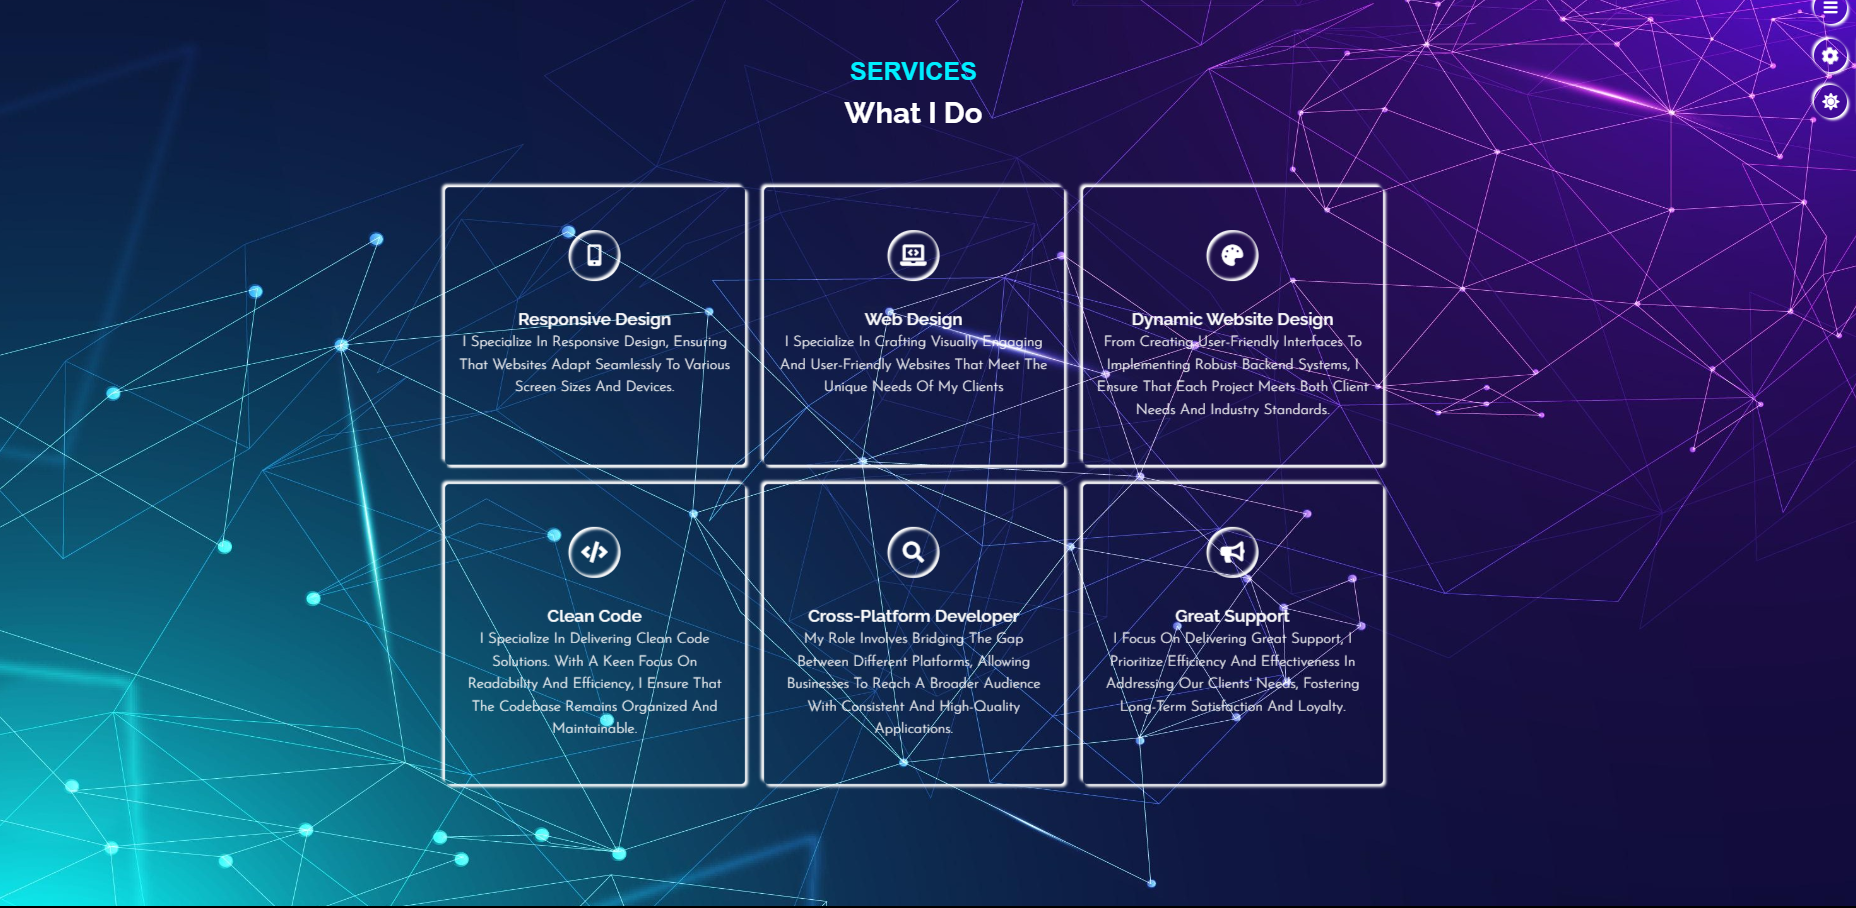 SERVICES
What I Do
Responsive Design
I Specialize In Responsive Design, Ensuring
That Websites Adapt Seamlessly To Various
Screen Sizes And Devices.
Web Design
I Specialize In Crafting Visually Engaging
And User-Friendly Websites That Meet The
Unique Needs Of My Clients
Dynamic Website Design
From Creating User-Friendly Interfaces To
Implementing Robust Backend Systems, I
Ensure That Each Project Meets Both Client
Needs And Industry Standards.
Clean Code
I Specialize In Delivering Clean Code
Solutions. With A Keen Focus On
Readability And Efficiency, I Ensure That
The Codebase Remains Organized And
Maintainable.
Cross-Platform Developer
My Role Involves Bridging The Gap
Between Different Platforms, Allowing
Businesses To Reach A Broader Audience
With Consistent And High-Quality
Applications.
Great Support
I Focus On Delivering Great Support, I
Prioritize Efficiency And Effectiveness In
Addressing Our Clients' Needs, Fostering
Long-Term Satisfaction And Loyalty.